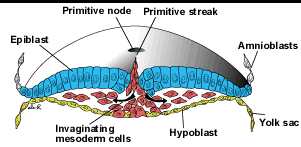 Primitive node
Primitive streak
Epiblast
Amnioblasts
Invaginating
mesoderm cells
Hypoblast
Yolk sac